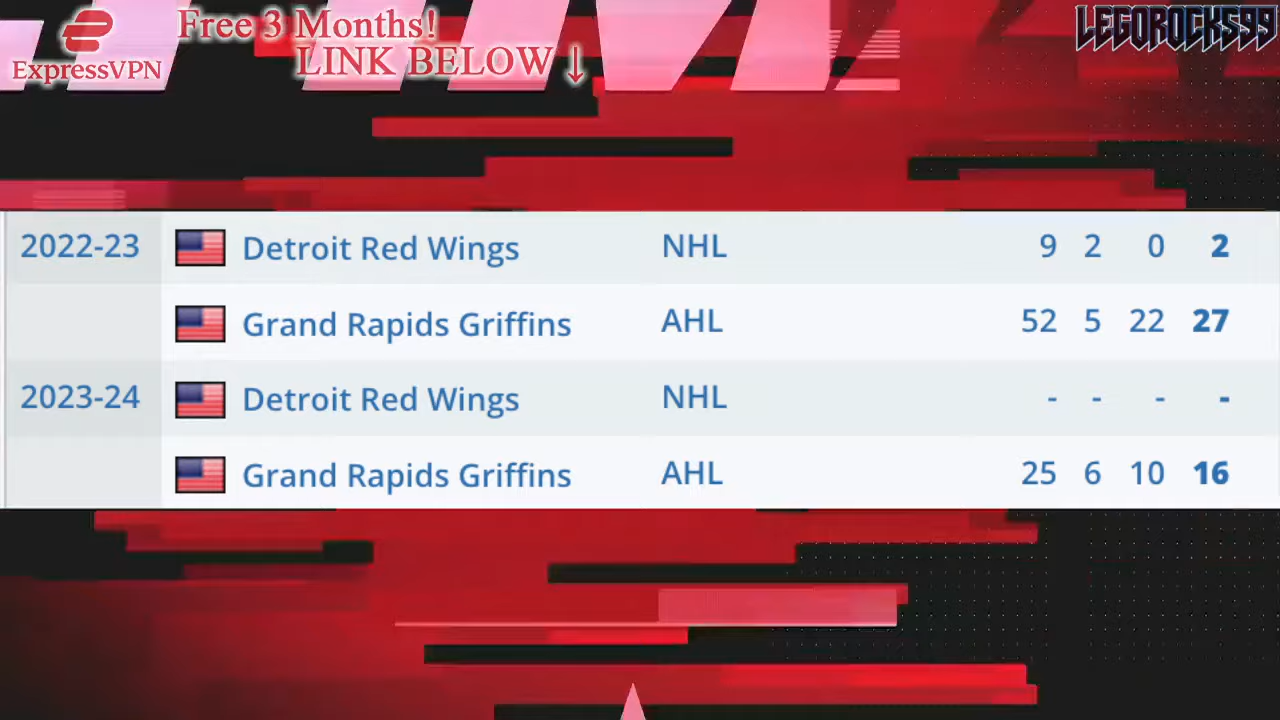 Free 3 Months!
LINK BELOW ↓
ExpressVPN
LEGOROCKS99
2022-23 Detroit Red Wings NHL 9 2 0 2
Grand Rapids Griffins AHL 52 5 22 27
2023-24 Detroit Red Wings NHL - - - -
Grand Rapids Griffins AHL 25 6 10 16